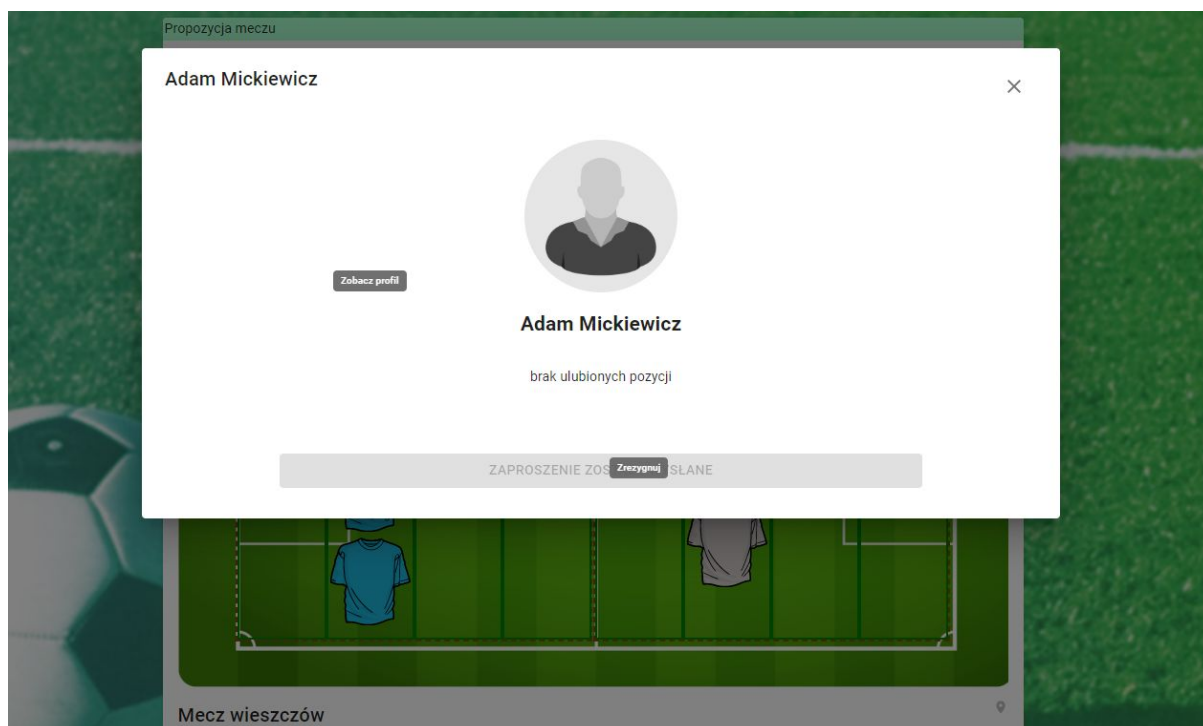 Propozycja meczu
Adam Mickiewicz
Zobacz profil
Adam Mickiewicz
brak ulubionych pozycji
ZAPROSZENIE ZOS SŁANE
Zrezygnuj
Mecz wieszczów